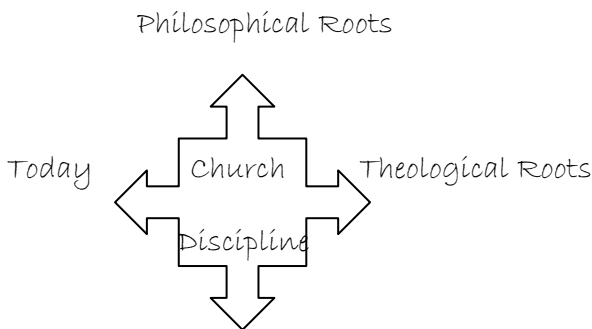 Philosophical Roots
Today
Church
Theological Roots
Discipline